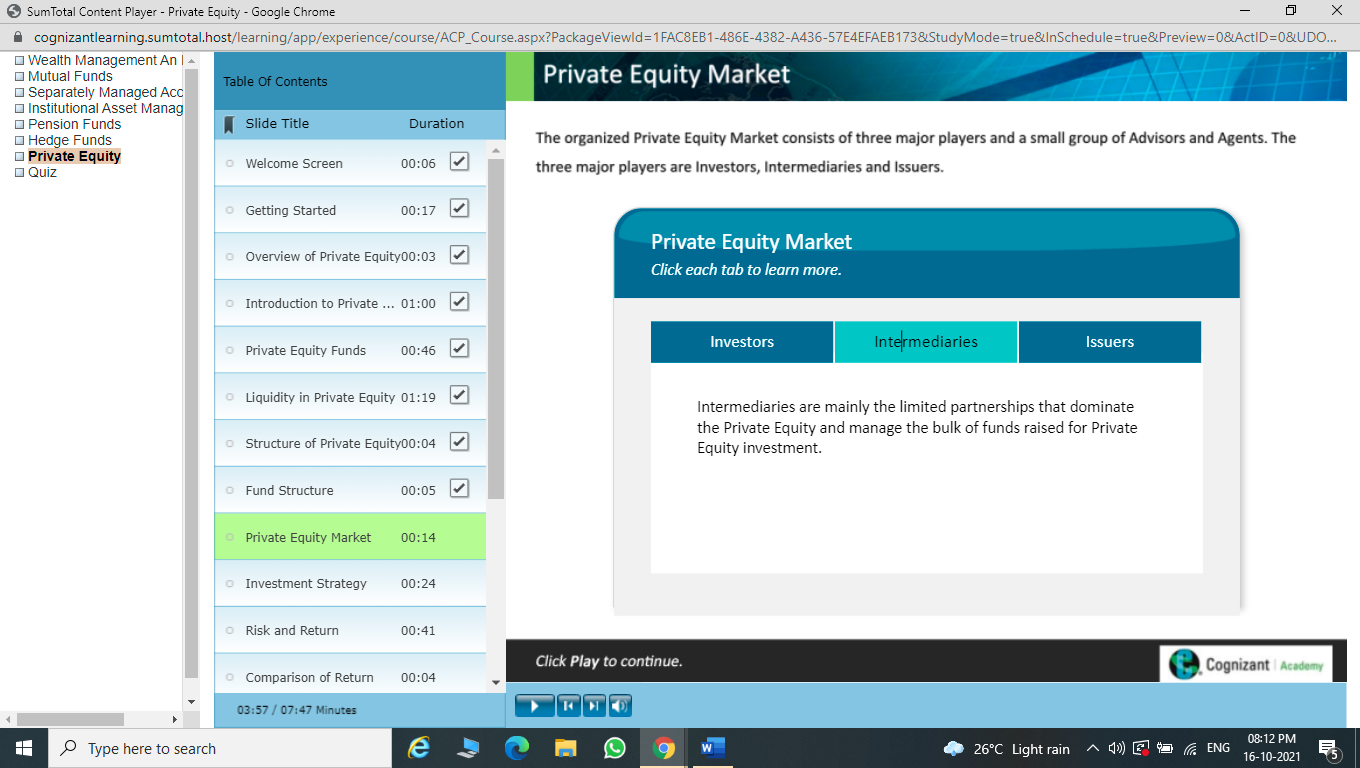 SumTotal Content Player - Private Equity - Google Chrome
cognizantlearning.sumtotal.host/learning/app/experience/course/ACP_Course.aspx?PackageViewId=1FAC8EB1-486E-4382-A436-57E4EFAEB173&StudyMode=true&InSchedule=true&Preview=0&ActID=0&UDO...
Wealth Management An I
Mutual Funds
Separately Managed Acc
Institutional Asset Manag
Pension Funds
Hedge Funds
Private Equity
Quiz
Table Of Contents
Slide Title Duration
Welcome Screen 00:06
Getting Started 00:17
Overview of Private Equity 00:03
Introduction to Private ... 01:00
Private Equity Funds 00:46
Liquidity in Private Equity 01:19
Structure of Private Equity 00:04
Fund Structure 00:05
Private Equity Market 00:14
Investment Strategy 00:24
Risk and Return 00:41
Comparison of Return 00:04
03:57 / 07:47 Minutes
Private Equity Market
The organized Private Equity Market consists of three major players and a small group of Advisors and Agents. The
three major players are Investors, Intermediaries and Issuers.
Private Equity Market
Click each tab to learn more.
Investors Intermediaries Issuers
Intermediaries are mainly the limited partnerships that dominate
the Private Equity and manage the bulk of funds raised for Private
Equity investment.
Click Play to continue.
Cognizant | Academy
Type here to search
26°C Light rain
ENG
08:12 PM
16-10-2021
5